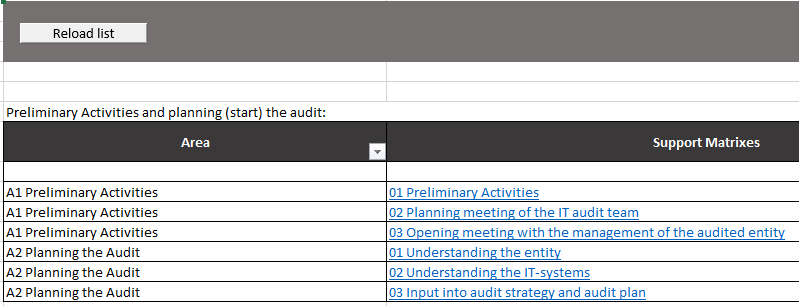 Reload list
Preliminary Activities and planning (start) the audit:
Area Support Matrixes
A1 Preliminary Activities 01 Preliminary Activities
A1 Preliminary Activities 02 Planning meeting of the IT audit team
A1 Preliminary Activities 03 Opening meeting with the management of the audited entity
A2 Planning the Audit 01 Understanding the entity
A2 Planning the Audit 02 Understanding the IT-systems
A2 Planning the Audit 03 Input into audit strategy and audit plan